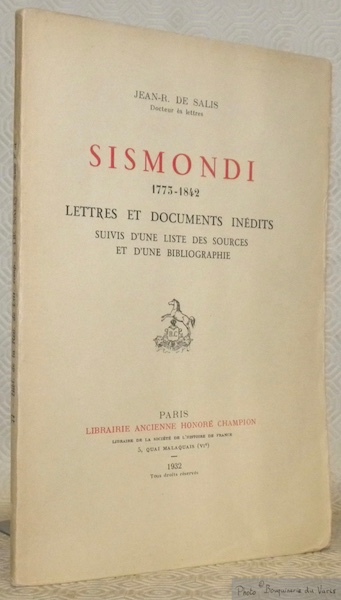 JEAN-R. DE SALIS
Docteur ès lettres
SISMONDI
1773-1842
LETTRES ET DOCUMENTS INÉDITS
SUIVIS D'UNE LISTE DES SOURCES
ET D'UNE BIBLIOGRAPHIE
PARIS
LIBRAIRIE ANCIENNE HONORÉ CHAMPION
LIBRAIRE DE LA SOCIÉTÉ DE L'HISTOIRE DE FRANCE
5, QUAI MALAQUAIS (VIe)
1932
Tous droits réservés
Photo © Bouquinerie du Varis